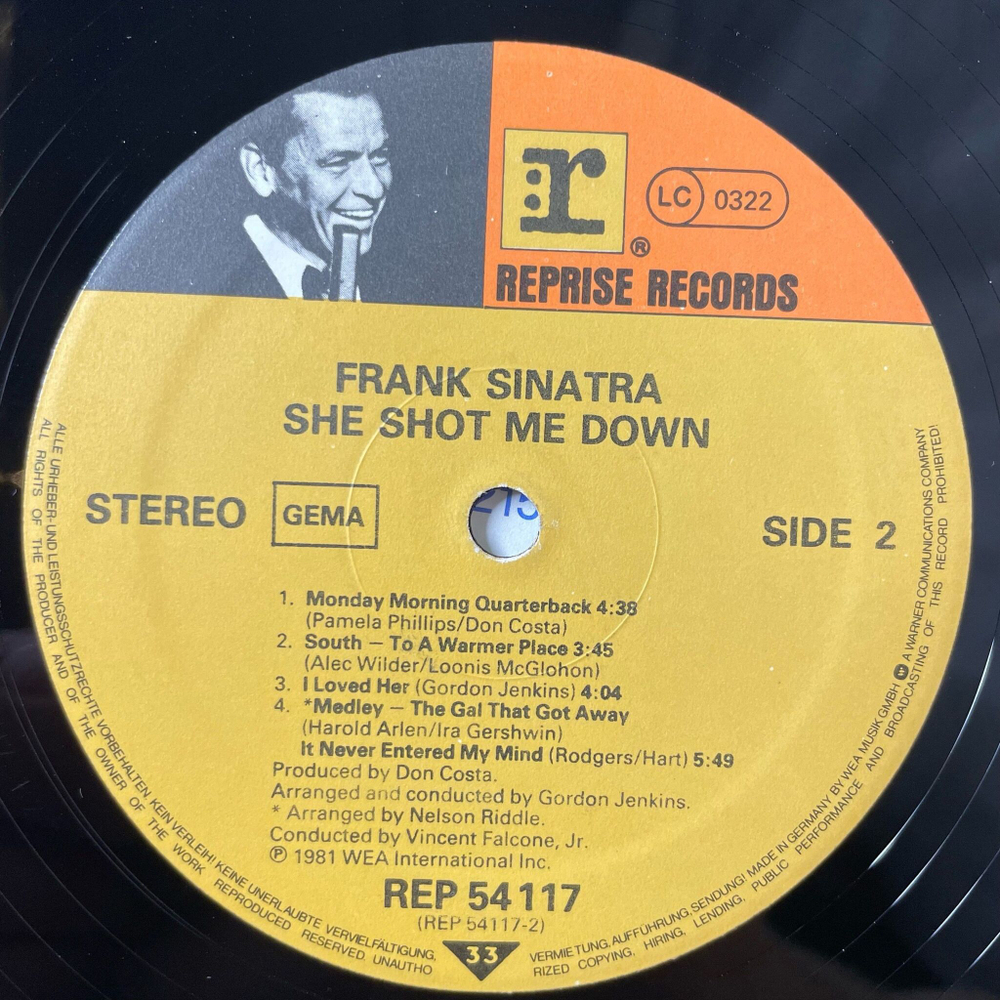 r
LC 0322
®
REPRISE RECORDS
FRANK SINATRA
SHE SHOT ME DOWN
STEREO GEMA
215
SIDE 2
1. Monday Morning Quarterback 4:38
(Pamela Phillips/Don Costa)
2. South – To A Warmer Place 3:45
(Alec Wilder/Loonis McGlohon)
3. I Loved Her (Gordon Jenkins) 4:04
4. *Medley – The Gal That Got Away
(Harold Arlen/Ira Gershwin)
It Never Entered My Mind (Rodgers/Hart) 5:49
Produced by Don Costa.
Arranged and conducted by Gordon Jenkins.
* Arranged by Nelson Riddle.
Conducted by Vincent Falcone, Jr.
℗ 1981 WEA International Inc.
REP 54 117
(REP 54117-2)
33
ALLE URHEBER- UND LEISTUNGSSCHUTZRECHTE VORBEHALTEN KEIN VERLEIH! KEINE UNERLAUBTE VERVIELFÄLTIGUNG, VERMIETUNG, AUFFÜHRUNG, SENDUNG! MADE IN GERMANY BY WEA MUSIK GMBH A WARNER COMMUNICATIONS COMPANY
ALL RIGHTS OF THE PRODUCER AND OF THE OWNER OF THE WORK REPRODUCED RESERVED. UNAUTHORIZED COPYING, HIRING, LENDING, PUBLIC PERFORMANCE AND BROADCASTING OF THIS RECORD PROHIBITED!